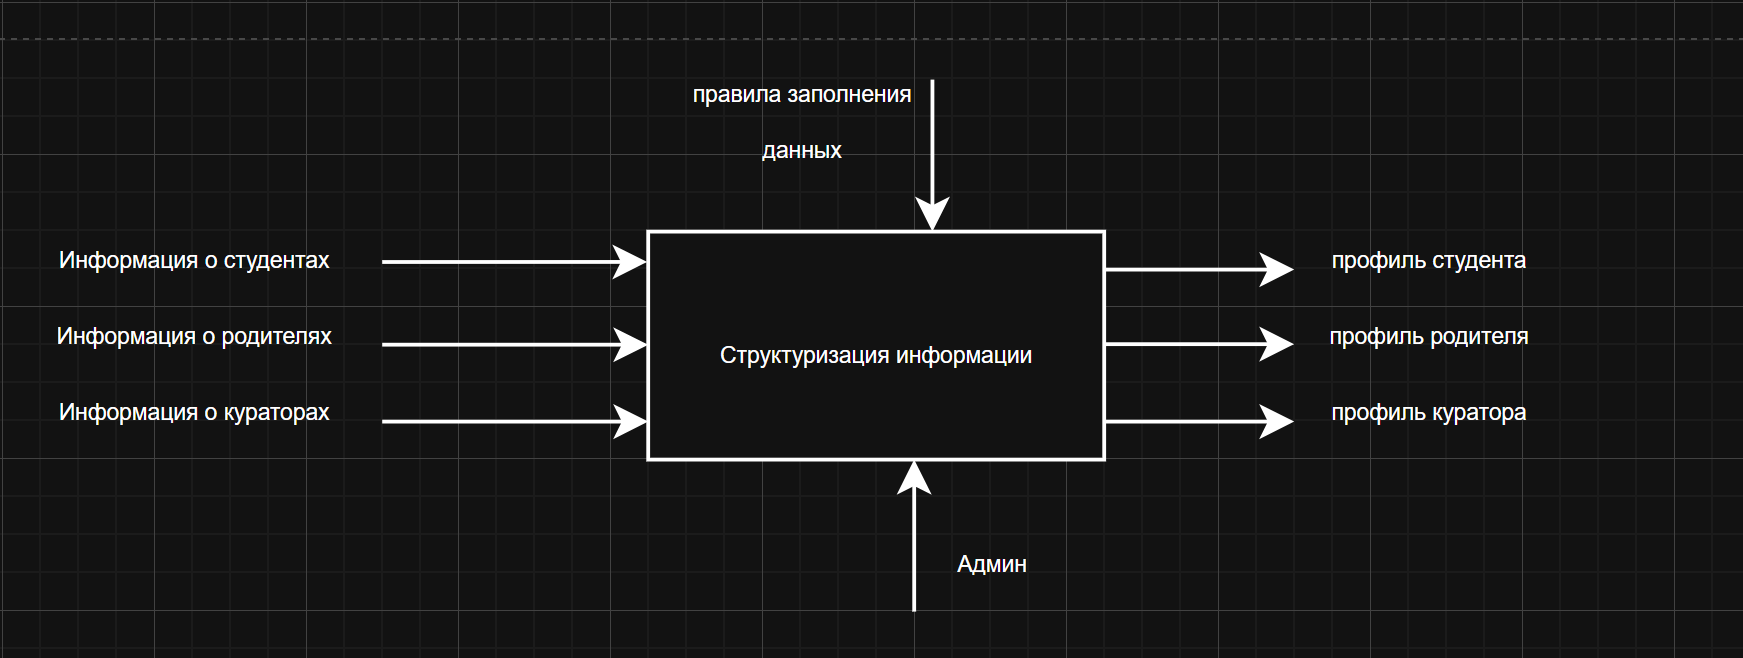 правила заполнения
данных
Информация о студентах
профиль студента
Информация о родителях
профиль родителя
Структуризация информации
Информация о кураторах
профиль куратора
Админ